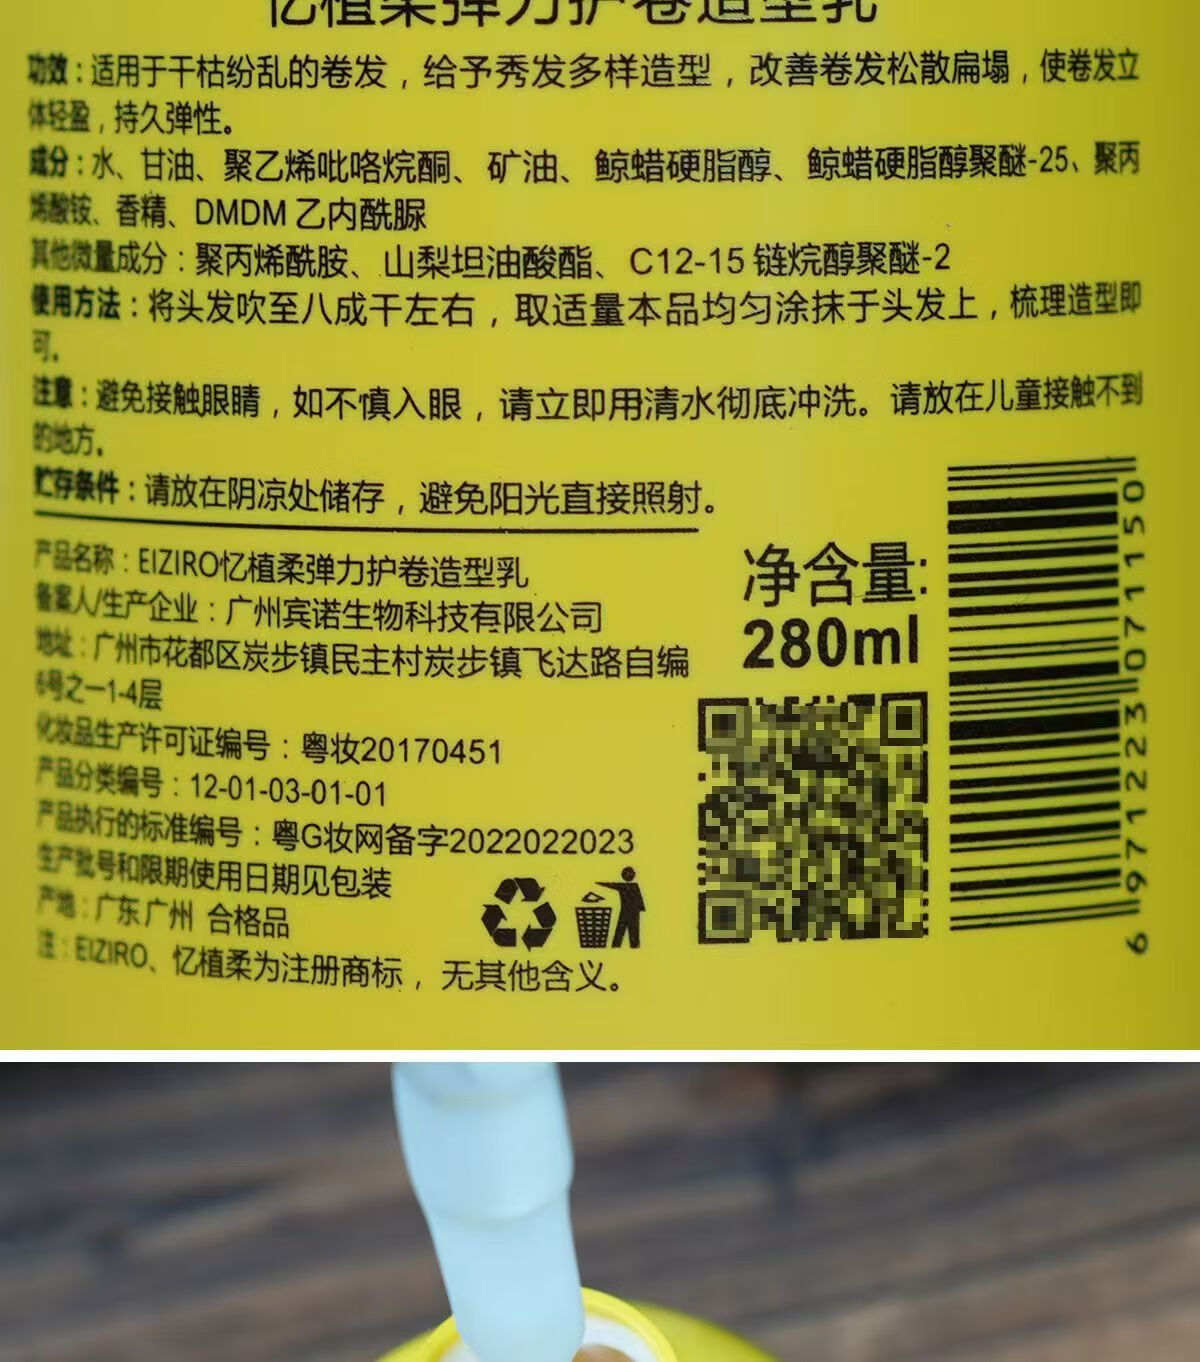 忆植柔弹力护卷造型乳
功效：适用于干枯纷乱的卷发，给予秀发多样造型，改善卷发松散扁塌，使卷发立
体轻盈，持久弹性。
成分：水、甘油、聚乙烯吡咯烷酮、矿油、鲸蜡硬脂醇、鲸蜡硬脂醇聚醚-25、聚丙
烯酸铵、香精、DMDM 乙内酰脲
其他微量成分：聚丙烯酰胺、山梨坦油酸酯、C12-15 链烷醇聚醚-2
使用方法：将头发吹至八成干左右，取适量本品均匀涂抹于头发上，梳理造型即
可。
注意：避免接触眼睛，如不慎入眼，请立即用清水彻底冲洗。请放在儿童接触不到
的地方。
贮存条件：请放在阴凉处储存，避免阳光直接照射。
产品名称：EIZIRO忆植柔弹力护卷造型乳
备案人/生产企业：广州宾诺生物科技有限公司
地址：广州市花都区炭步镇民主村炭步镇飞达路自编
6号之一1-4层
化妆品生产许可证编号：粤妆20170451
产品分类编号：12-01-03-01-01
产品执行的标准编号：粤G妆网备字2022022023
生产批号和限期使用日期见包装
产地：广东广州 合格品
注：EIZIRO、忆植柔为注册商标，无其他含义。
净含量:
280ml
6971223071150